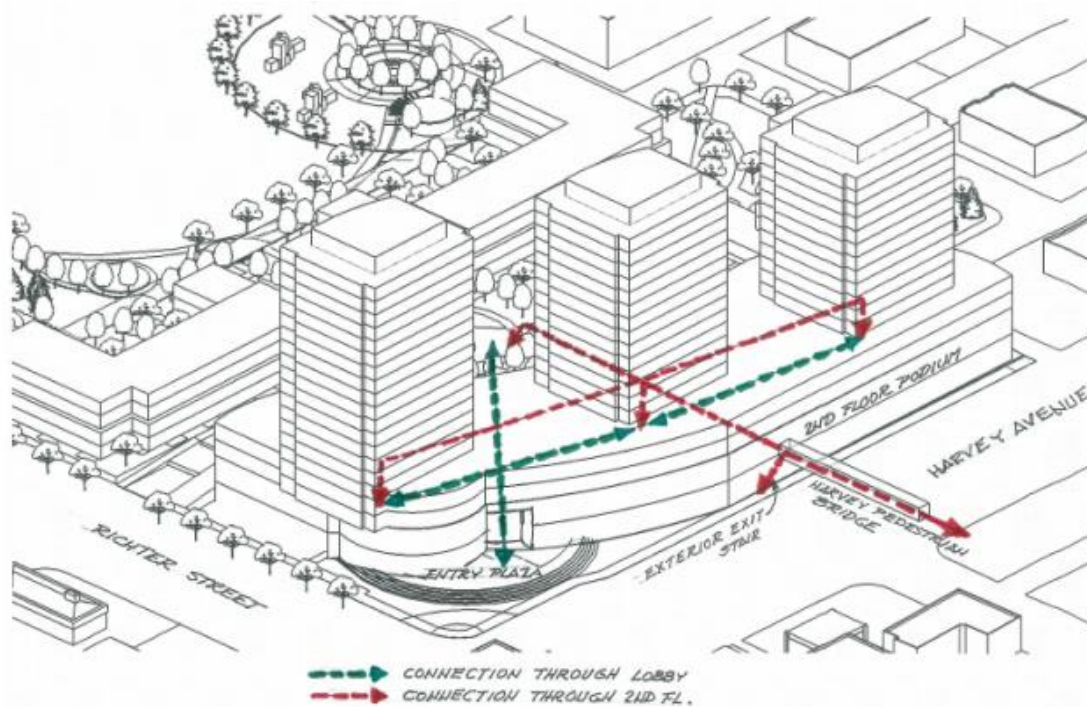 2ND FLOOR PODIUM
HARVEY AVENUE
HARVEY PEDESTRIAN
BRIDGE
EXTERIOR EXIT
STAIR
ENTRY PLAZA
RICHTER STREET
CONNECTION THROUGH LOBBY
CONNECTION THROUGH 2ND FL.